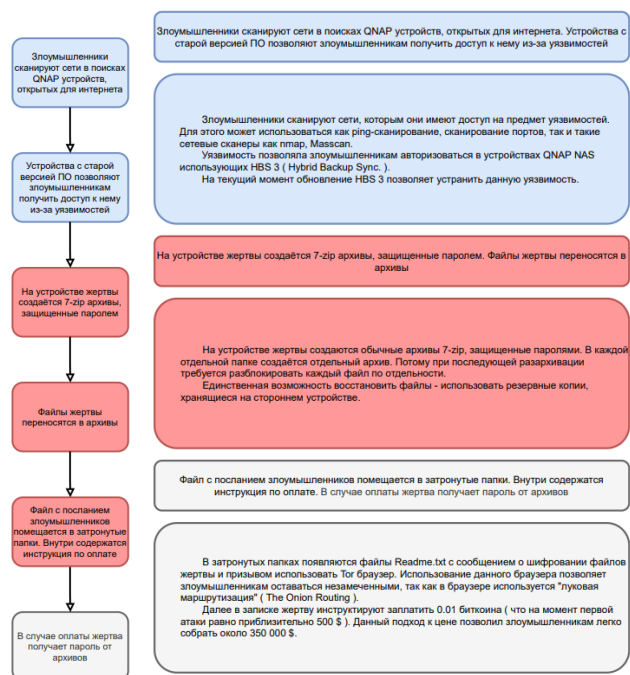 Злоумышленники
сканируют сети в поисках
QNAP устройств,
открытых для интернета
Устройства с старой
версией ПО позволяют
злоумышленникам
получить доступ к нему
из-за уязвимостей
На устройстве жертвы
создаётся 7-zip архивы,
защищенные паролем
Файлы жертвы
переносятся в архивы
Файл с посланием
злоумышленников
помещается в затронутые
папки. Внутри содержатся
инструкция по оплате
В случае оплаты жертва
получает пароль от
архивов
Злоумышленники сканируют сети в поисках QNAP устройств, открытых для интернета. Устройства с
старой версией ПО позволяют злоумышленникам получить доступ к нему из-за уязвимостей
Злоумышленники сканируют сети, которым они имеют доступ на предмет уязвимостей.
Для этого может использоваться как ping-сканирование, сканирование портов, так и такие
сетевые сканеры как nmap, Masscan.
Уязвимость позволяла злоумышленникам авторизоваться в устройствах QNAP NAS
использующих HBS 3 ( Hybrid Backup Sync. ).
На текущий момент обновление HBS 3 позволяет устранить данную уязвимость.
На устройстве жертвы создаётся 7-zip архивы, защищенные паролем. Файлы жертвы переносятся в
архивы
На устройстве жертвы создаются обычные архивы 7-zip, защищенные паролями. В каждой
отдельной папке создаётся отдельный архив. Потому при последующей разархивации
требуется разблокировать каждый файл по отдельности.
Единственная возможность восстановить файлы - использовать резервные копии,
хранящиеся на стороннем устройстве.
Файл с посланием злоумышленников помещается в затронутые папки. Внутри содержатся
инструкция по оплате. В случае оплаты жертва получает пароль от архивов
В затронутых папках появляются файлы Readme.txt с сообщением о шифровании файлов
жертвы и призывом использовать Tor браузер. Использование данного браузера позволяет
злоумышленникам оставаться незамеченными, так как в браузере используется "луковая
маршрутизация" ( The Onion Routing ).
Далее в записке жертву инструктируют заплатить 0.01 биткоина ( что на момент первой
атаки равно приблизительно 500 $ ). Данный подход к цене позволил злоумышленникам легко
собрать около 350 000 $.